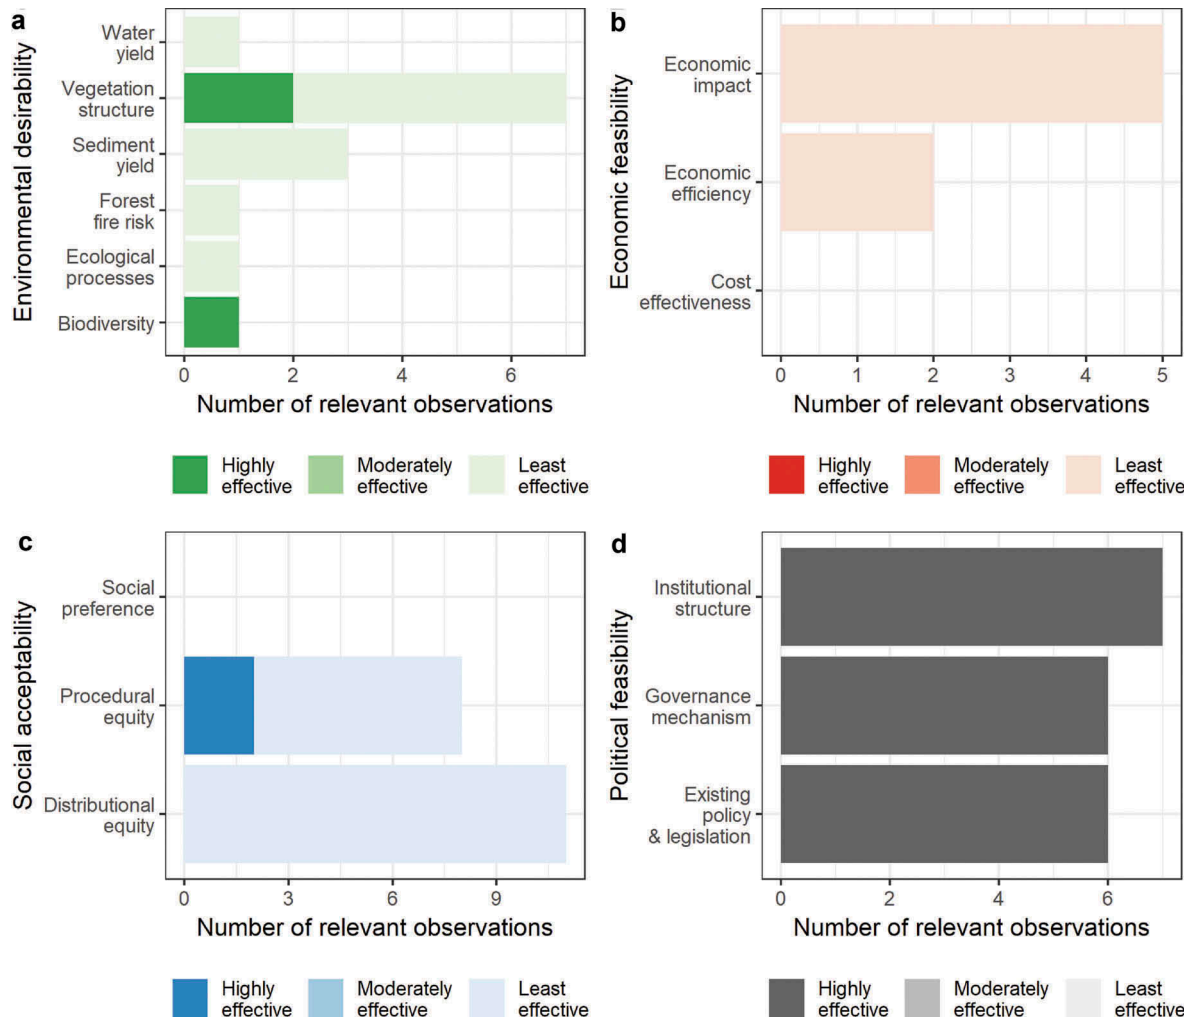 a
Environmental desirability
Water
yield
Vegetation
structure
Sediment
yield
Forest
fire risk
Ecological
processes
Biodiversity
0 2 4 6
Number of relevant observations
Highly
effective
Moderately
effective
Least
effective
b
Economic feasibility
Economic
impact
Economic
efficiency
Cost
effectiveness
0 1 2 3 4 5
Number of relevant observations
Highly
effective
Moderately
effective
Least
effective
c
Social acceptability
Social
preference
Procedural
equity
Distributional
equity
0 3 6 9
Number of relevant observations
Highly
effective
Moderately
effective
Least
effective
d
Political feasibility
Institutional
structure
Governance
mechanism
Existing
policy
& legislation
0 2 4 6
Number of relevant observations
Highly
effective
Moderately
effective
Least
effective